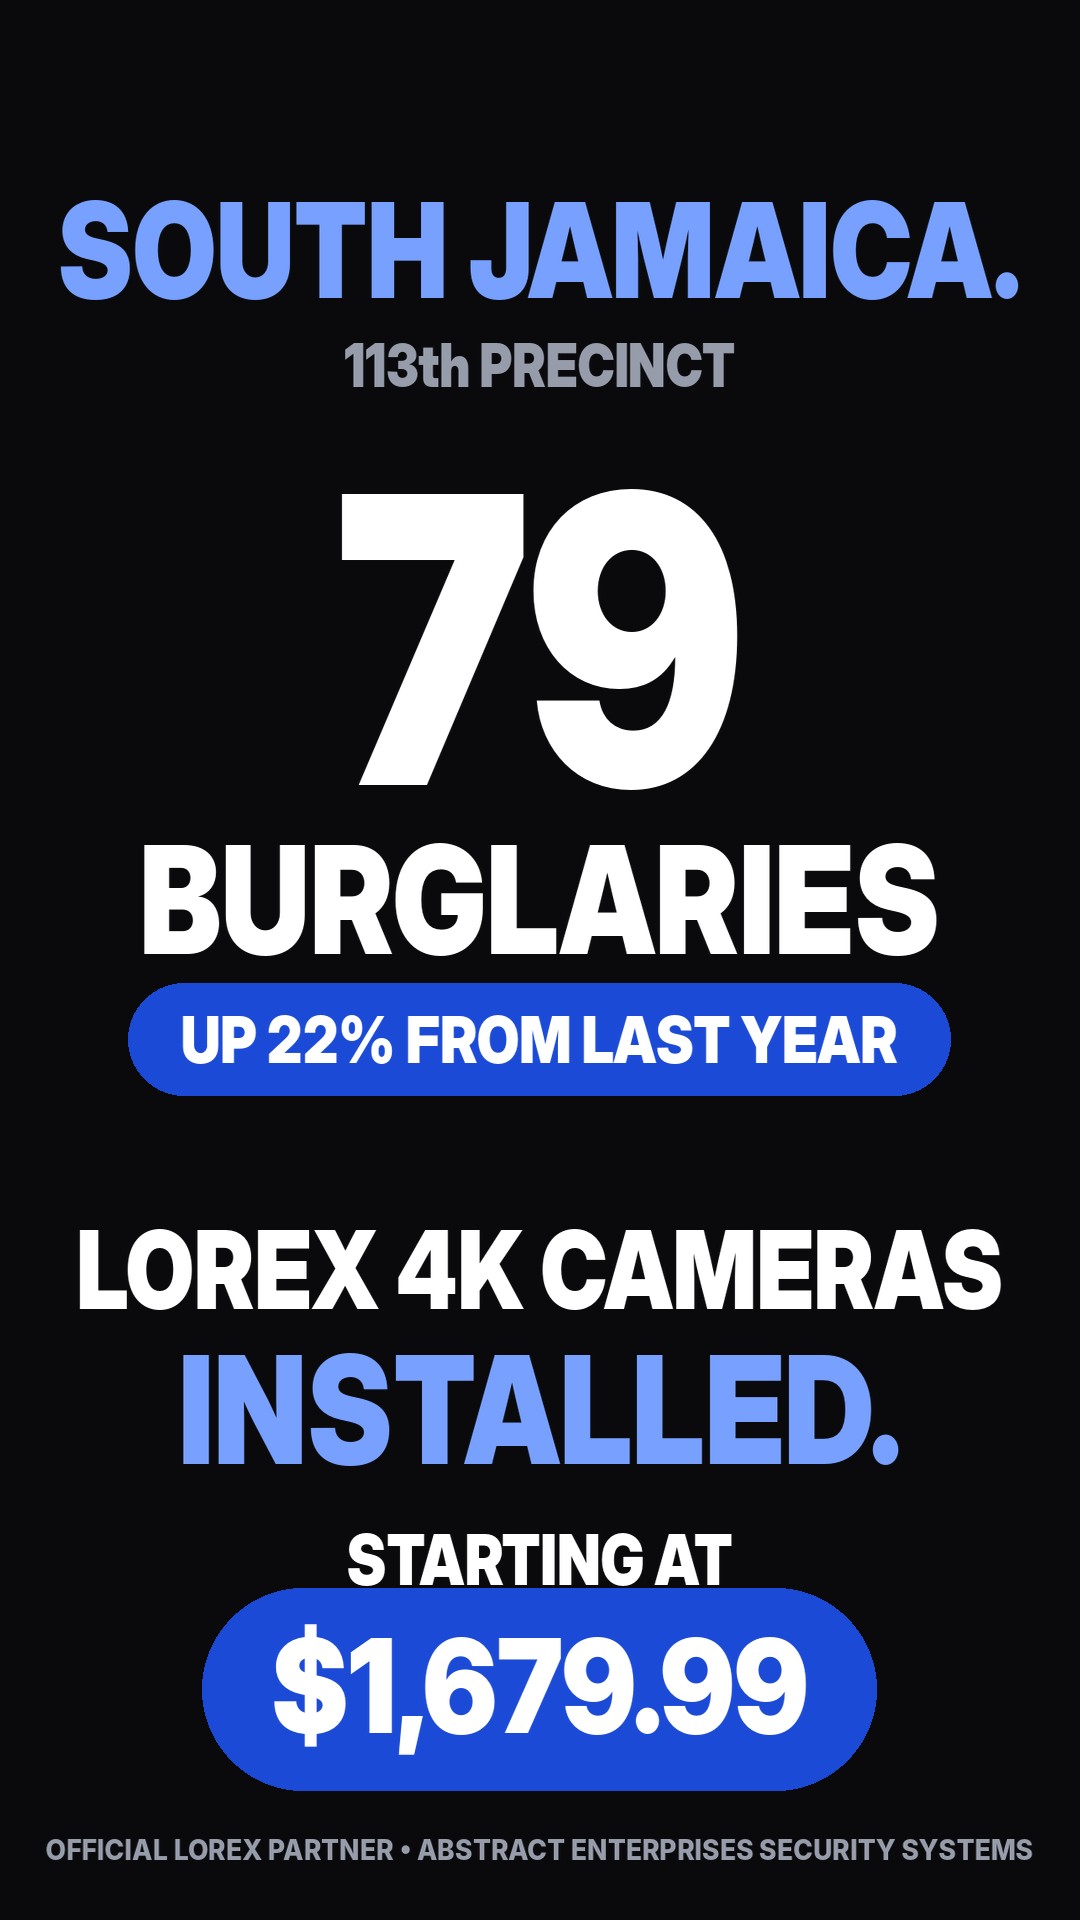 SOUTH JAMAICA.
113th PRECINCT
79
BURGLARIES
UP 22% FROM LAST YEAR
LOREX 4K CAMERAS
INSTALLED.
STARTING AT
$1,679.99
OFFICIAL LOREX PARTNER • ABSTRACT ENTERPRISES SECURITY SYSTEMS